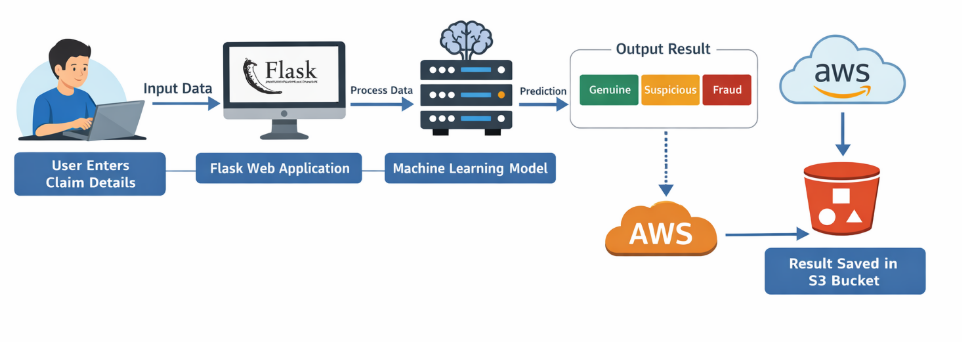 Input Data
Flask
Process Data
Prediction
Output Result
Genuine
Suspicious
Fraud
aws
User Enters
Claim Details
Flask Web Application
Machine Learning Model
AWS
Result Saved in
S3 Bucket